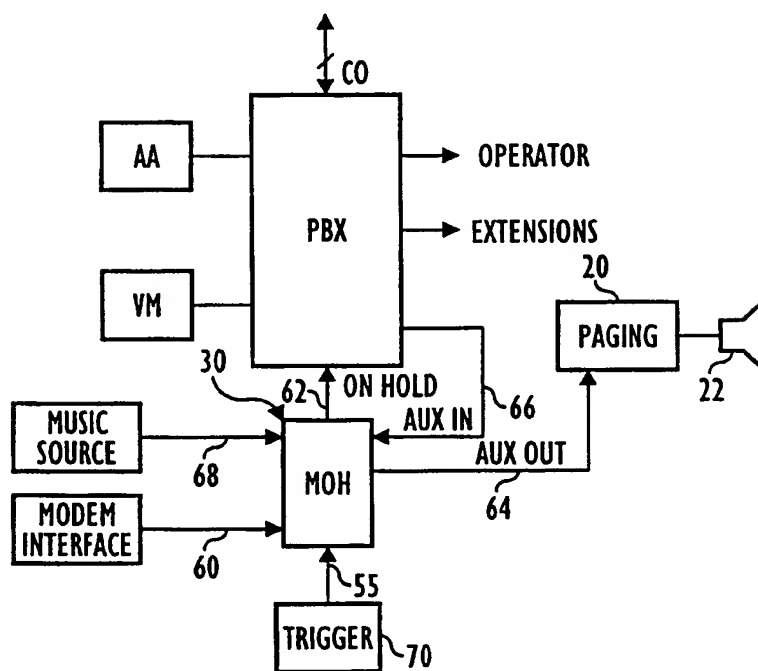 CO
AA
OPERATOR
PBX
EXTENSIONS
20
VM
PAGING
30
62
ON HOLD
66
22
MUSIC
SOURCE
AUX IN
68
MOH
AUX OUT
64
MODEM
INTERFACE
60
55
TRIGGER
70